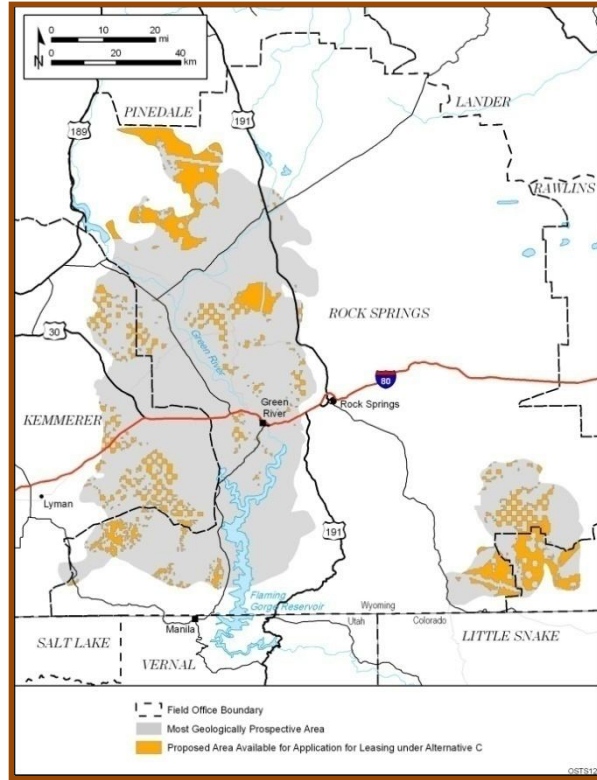 0 10 20
mi
0 20 40
km
N
PINEDALE
189
191
LANDER
RAWLINS
ROCK SPRINGS
30
Green River
80
Green
River
Rock Springs
KEMMERER
Lyman
191
Flaming
Gorge Reservoir
Wyoming
Utah
Colorado
Manila
SALT LAKE
VERNAL
LITTLE SNAKE
Field Office Boundary
Most Geologically Prospective Area
Proposed Area Available for Application for Leasing under Alternative C
OSTS12